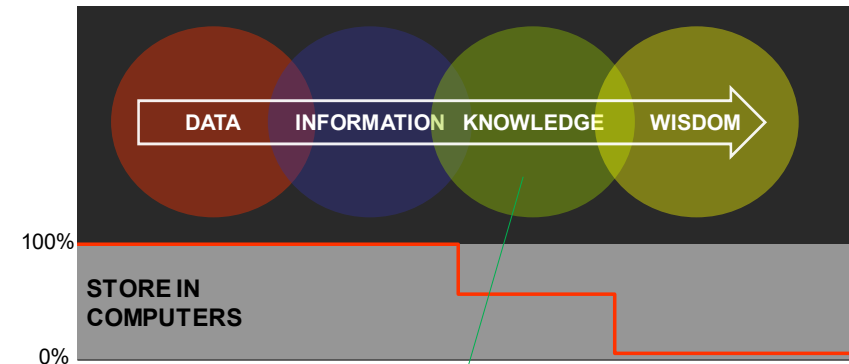 DATA INFORMATION KNOWLEDGE WISDOM
100%
STORE IN
COMPUTERS
0%